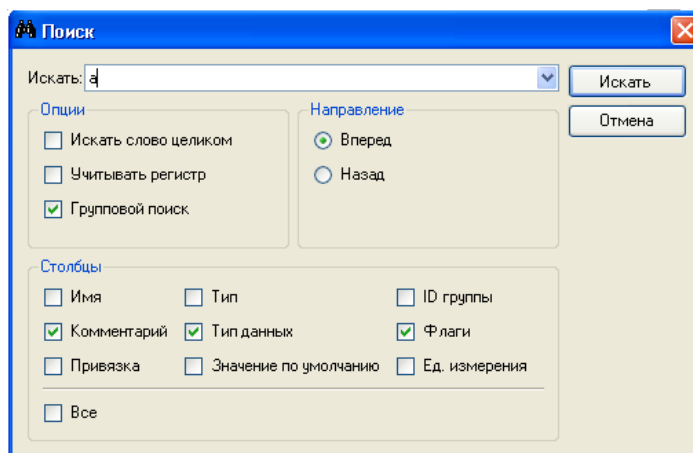 Поиск
Искать: а
Искать
Отмена
Опции
Искать слово целиком
Учитывать регистр
Групповой поиск
Направление
Вперед
Назад
Столбцы
Имя Тип ID группы
Комментарий Тип данных Флаги
Привязка Значение по умолчанию Ед. измерения
Все